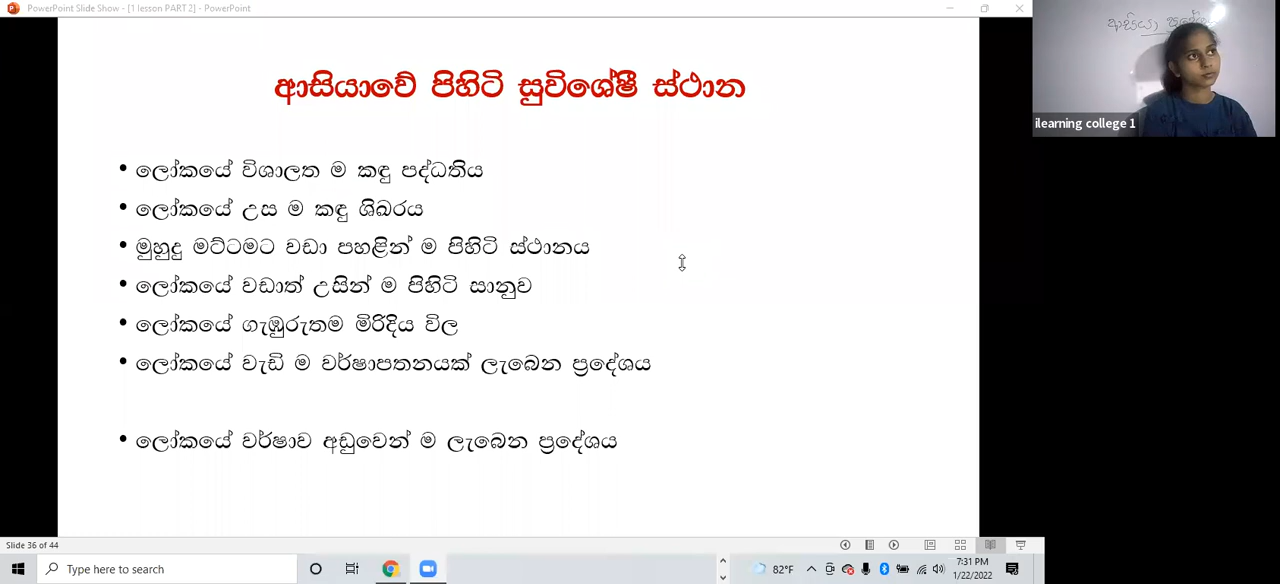 PowerPoint Slide Show - [1 lesson PART 2] - PowerPoint
ආසියාවේ පිහිටි සුවිශේෂී ස්ථාන
• ලෝකයේ විශාලත ම කඳු පද්ධතිය
• ලෝකයේ උස ම කඳු ශිඛරය
• මුහුදු මට්ටමට වඩා පහළින් ම පිහිටි ස්ථානය
• ලෝකයේ වඩාත් උසින් ම පිහිටි සානුව
• ලෝකයේ ගැඹුරුතම මිරිදිය විල
• ලෝකයේ වැඩි ම වර්ෂාපතනයක් ලැබෙන ප්‍රදේශය
• ලෝකයේ වර්ෂාව අඩුවෙන් ම ලැබෙන ප්‍රදේශය
ආසියා
ilearning college 1
Slide 36 of 44
Type here to search
82°F
7:31 PM
1/22/2022